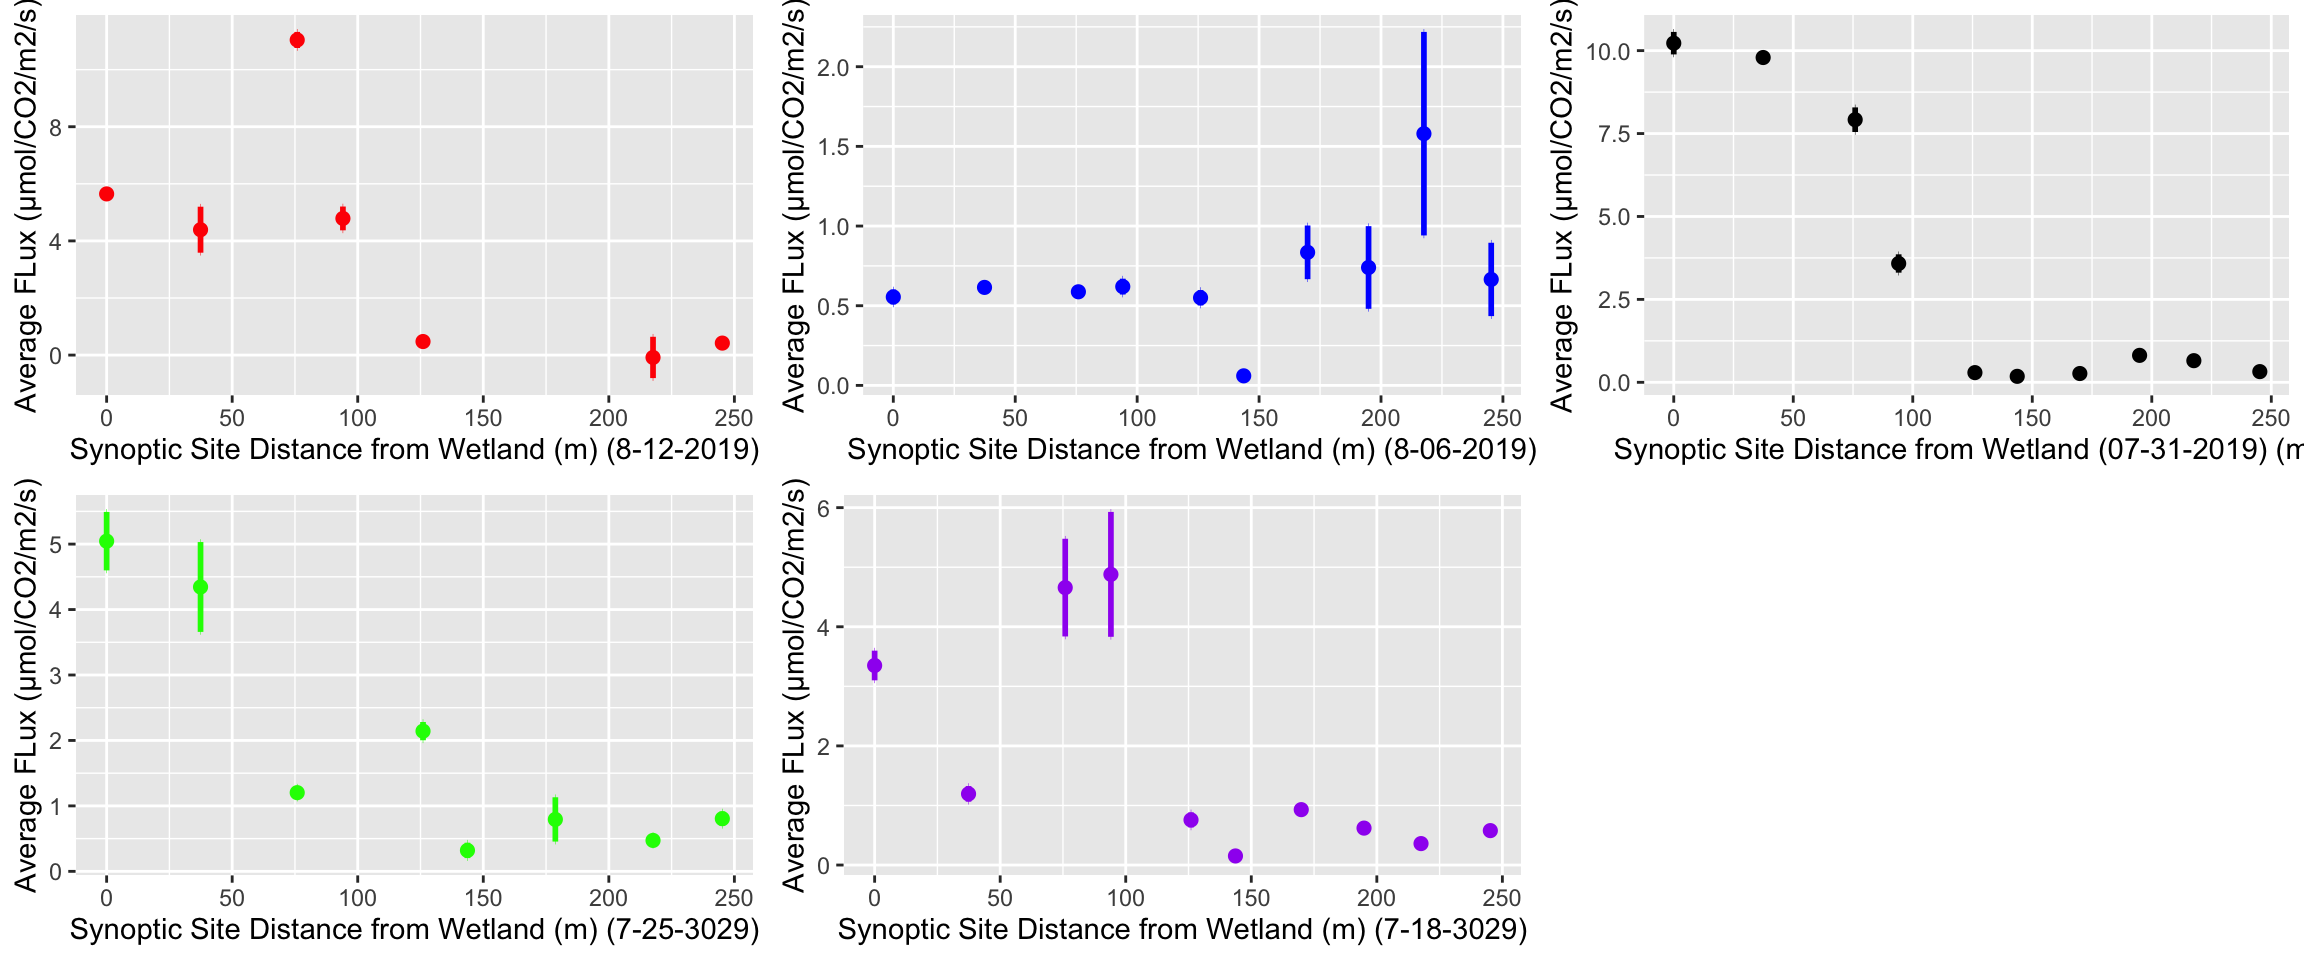 Average FLux (µmol/CO2/m2/s)
8
4
0
0 50 100 150 200 250
Synoptic Site Distance from Wetland (m) (8-12-2019)
Average FLux (µmol/CO2/m2/s)
2.0
1.5
1.0
0.5
0.0
0 50 100 150 200 250
Synoptic Site Distance from Wetland (m) (8-06-2019)
Average FLux (µmol/CO2/m2/s)
10.0
7.5
5.0
2.5
0.0
0 50 100 150 200 250
Synoptic Site Distance from Wetland (07-31-2019) (m
Average FLux (µmol/CO2/m2/s)
5
4
3
2
1
0
0 50 100 150 200 250
Synoptic Site Distance from Wetland (m) (7-25-3029)
Average FLux (µmol/CO2/m2/s)
6
4
2
0
0 50 100 150 200 250
Synoptic Site Distance from Wetland (m) (7-18-3029)